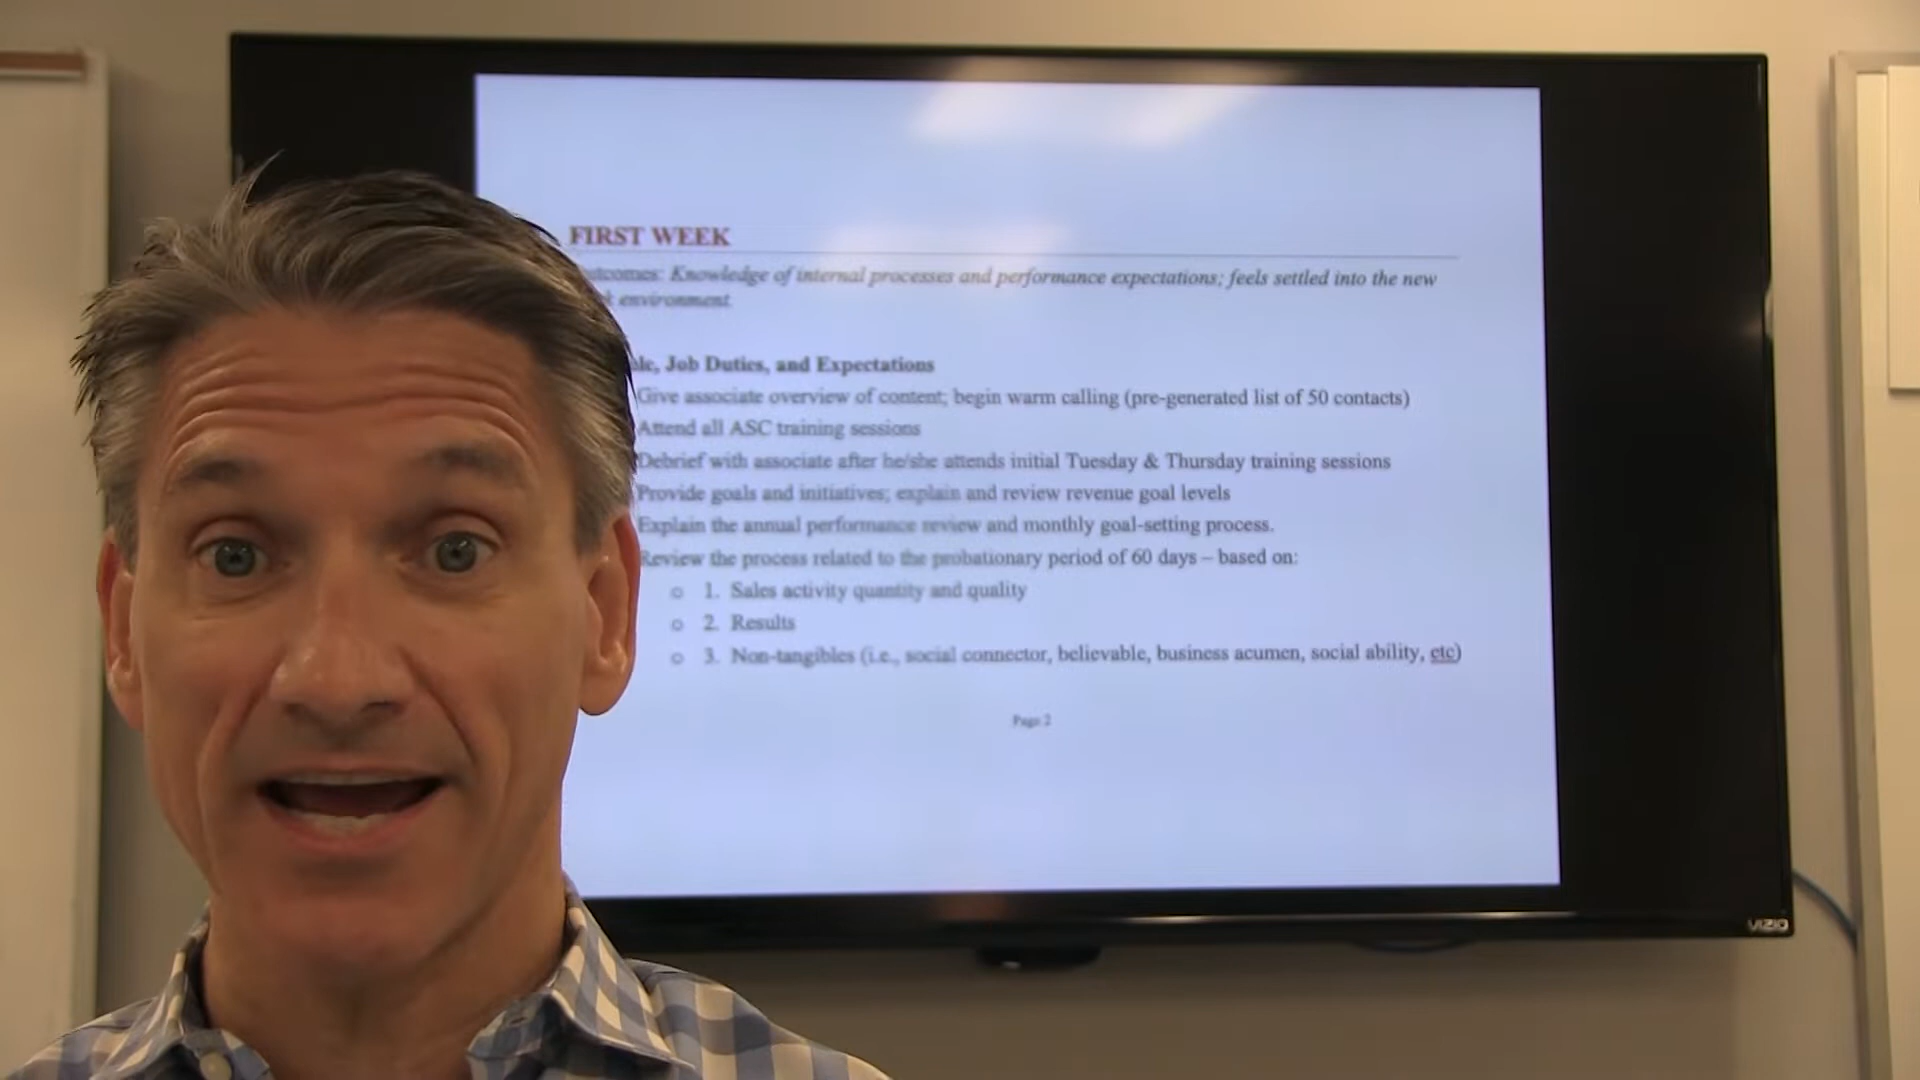 FIRST WEEK
utcomes: Knowledge of internal processes and performance expectations; feels settled into the new
k environment
le, Job Duties, and Expectations
Give associate overview of content; begin warm calling (pre-generated list of 50 contacts)
Attend all ASC training sessions
Debrief with associate after he/she attends initial Tuesday & Thursday training sessions
Provide goals and initiatives; explain and review revenue goal levels
Explain the annual performance review and monthly goal-setting process.
Review the process related to the probationary period of 60 days – based on:
o 1. Sales activity quantity and quality
o 2. Results
o 3. Non-tangibles (i.e., social connector, believable, business acumen, social ability, etc)
Page 2
VIZIO